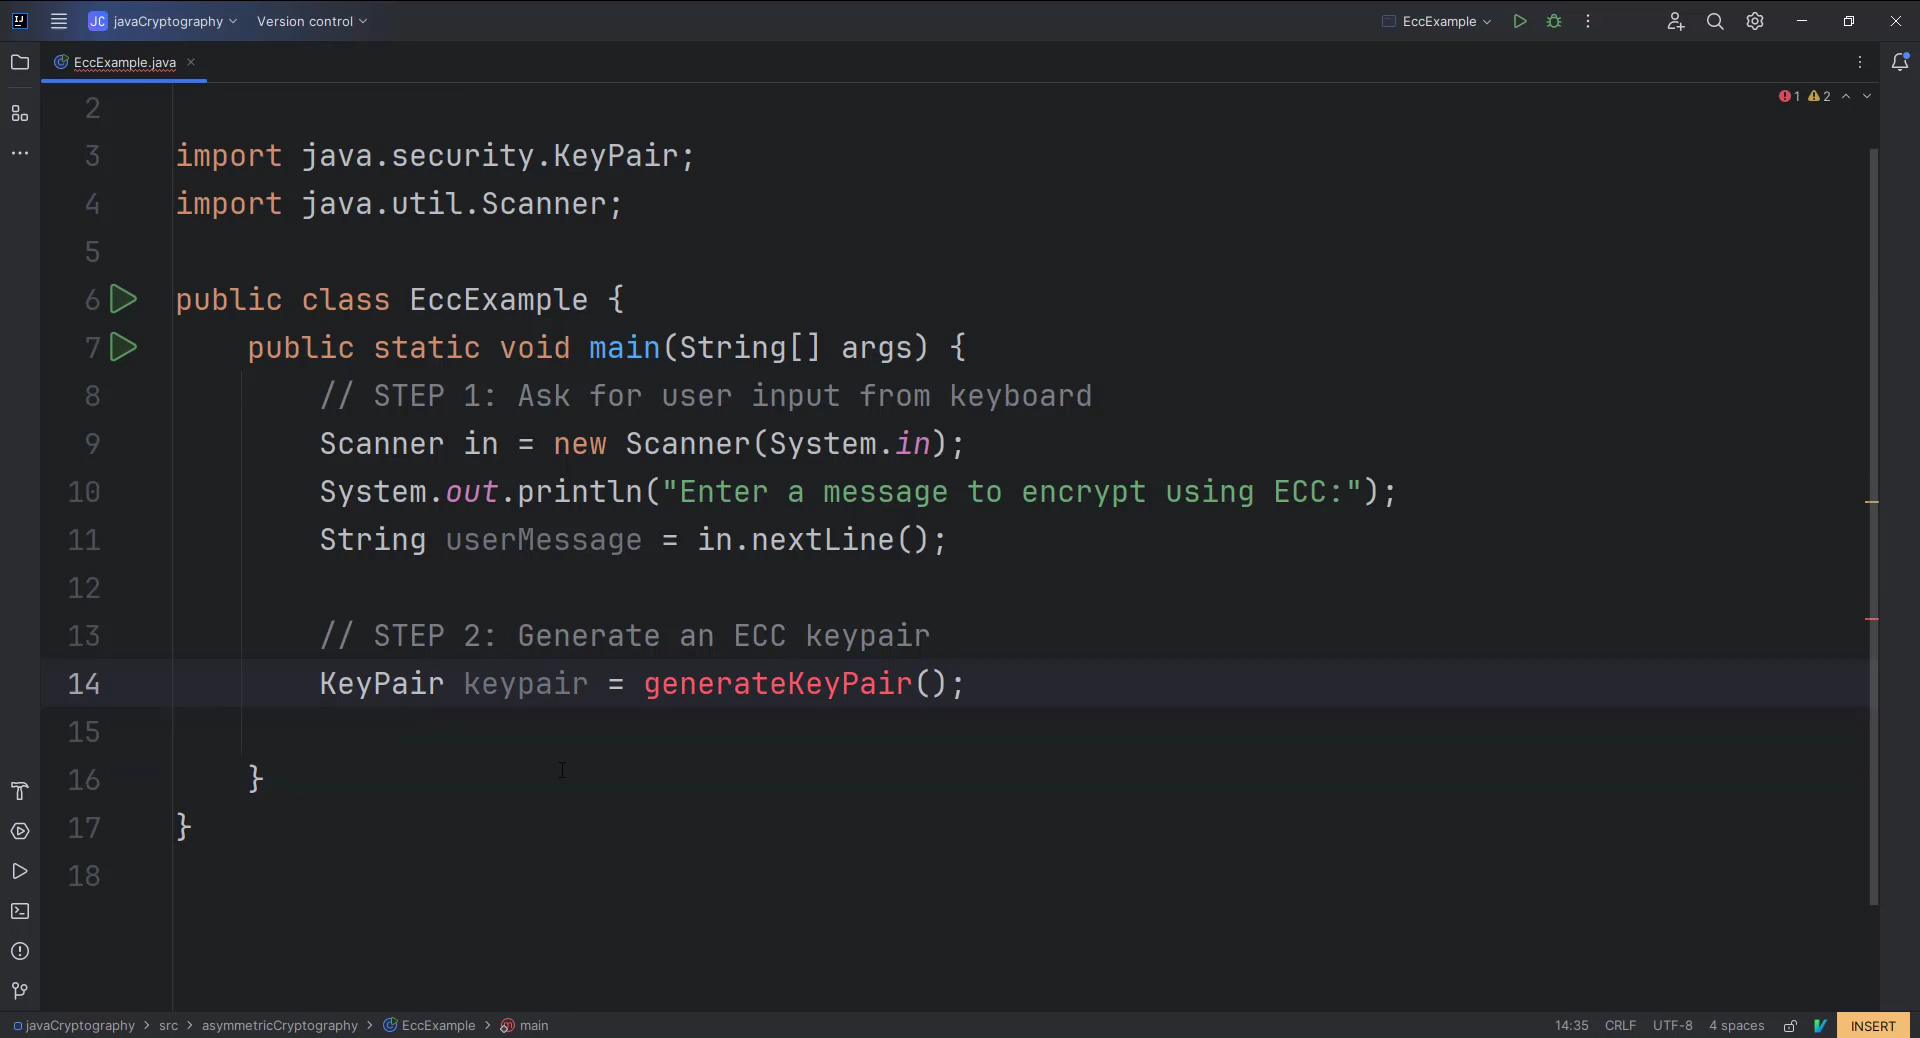 JC javaCryptography Version control EccExample
EccExample.java
1 2
2
3 import java.security.KeyPair;
4 import java.util.Scanner;
5
6 public class EccExample {
7 public static void main(String[] args) {
8 // STEP 1: Ask for user input from keyboard
9 Scanner in = new Scanner(System.in);
10 System.out.println("Enter a message to encrypt using ECC:");
11 String userMessage = in.nextLine();
12
13 // STEP 2: Generate an ECC keypair
14 KeyPair keypair = generateKeyPair();
15
16 }
17 }
18
javaCryptography > src > asymmetricCryptography > EccExample > main 14:35 CRLF UTF-8 4 spaces INSERT